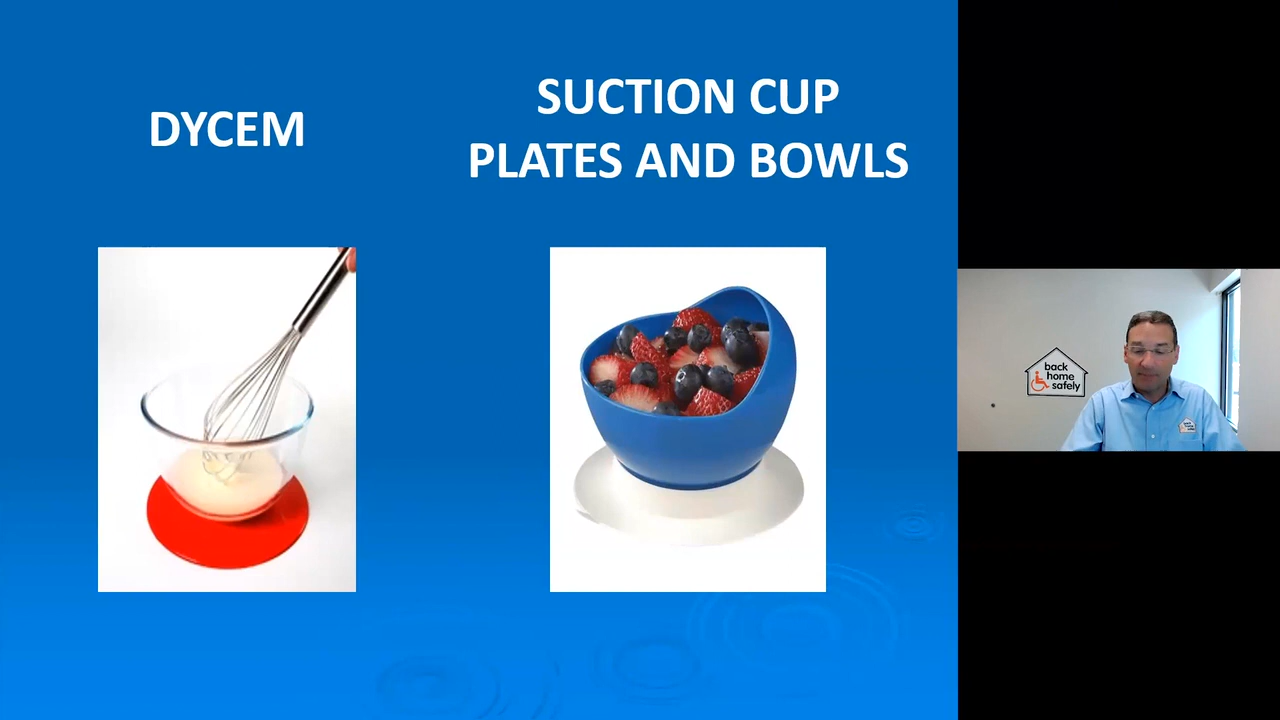 DYCEM
SUCTION CUP
PLATES AND BOWLS
back
home
safely